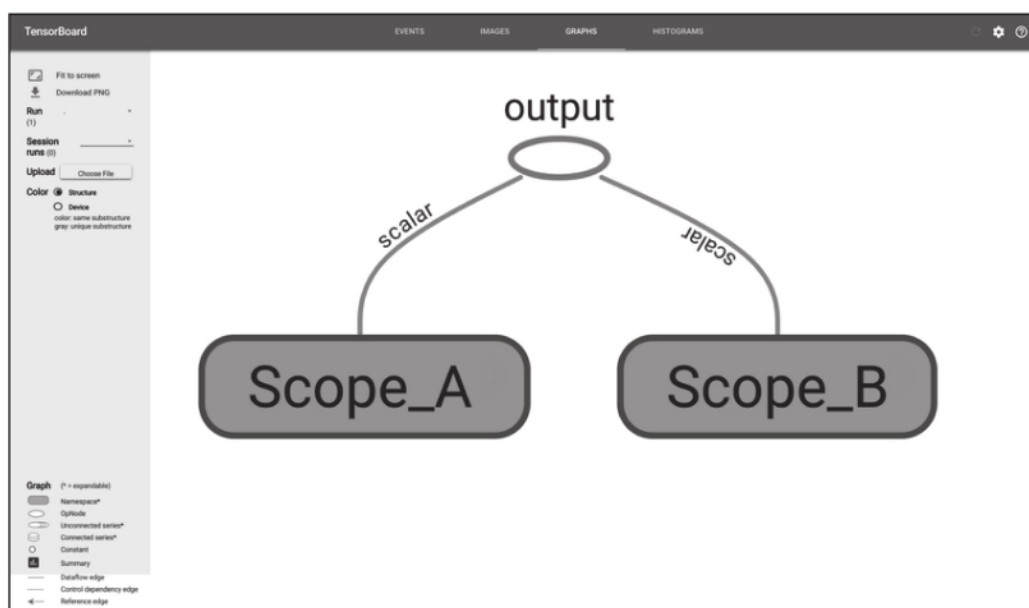 TensorBoard EVENTS IMAGES GRAPHS HISTOGRAMS
Fit to screen
Download PNG
Run .
(1)
Session
runs (0)
Upload Choose File
Color Structure
Device
color: same substructure
gray: unique substructure
output
scalar scalar
Scope_A Scope_B
Graph (* = expandable)
Namespace*
OpNode
Unconnected series*
Connected series*
Constant
Summary
Dataflow edge
Control dependency edge
Reference edge